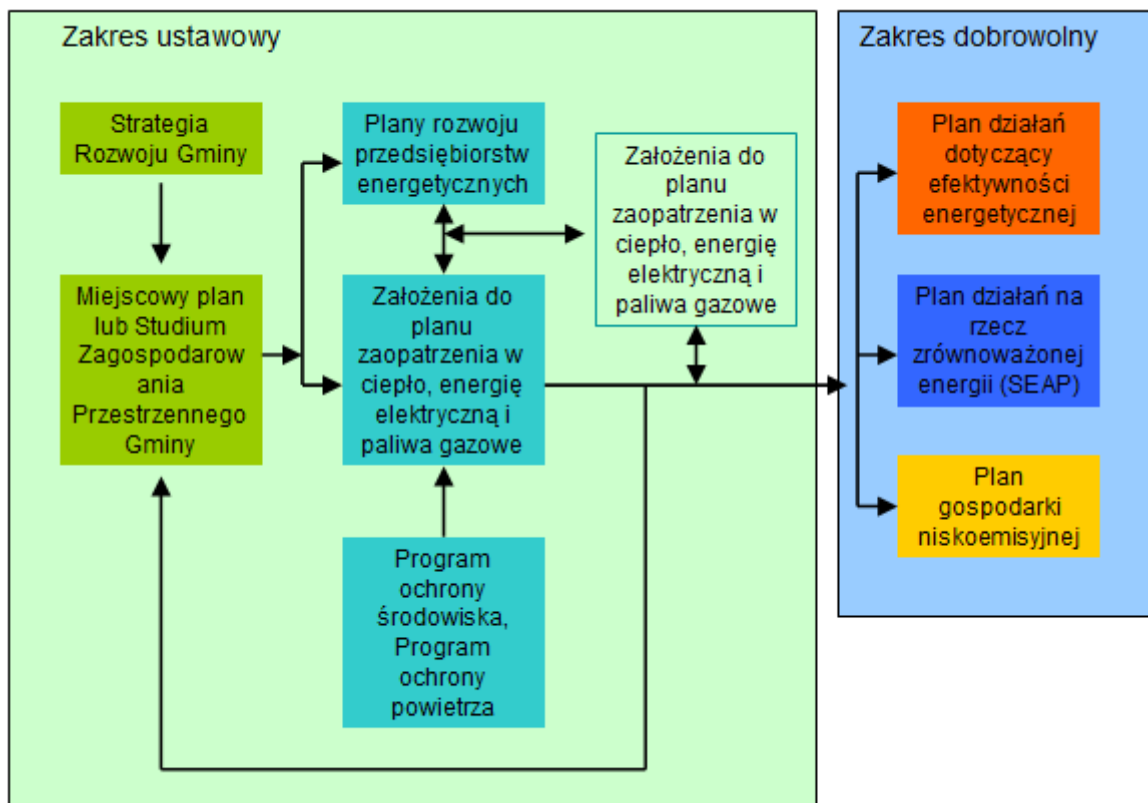 Zakres ustawowy
Strategia
Rozwoju Gminy
Miejscowy plan
lub Studium
Zagospodarow
ania
Przestrzennego
Gminy
Plany rozwoju
przedsiębiorstw
energetycznych
Założenia do
planu
zaopatrzenia w
ciepło, energię
elektryczną i
paliwa gazowe
Program
ochrony
środowiska,
Program
ochrony
powietrza
Założenia do
planu
zaopatrzenia w
ciepło, energię
elektryczną i
paliwa gazowe
Zakres dobrowolny
Plan działań
dotyczący
efektywności
energetycznej
Plan działań na
rzecz
zrównoważonej
energii (SEAP)
Plan
gospodarki
niskoemisyjnej